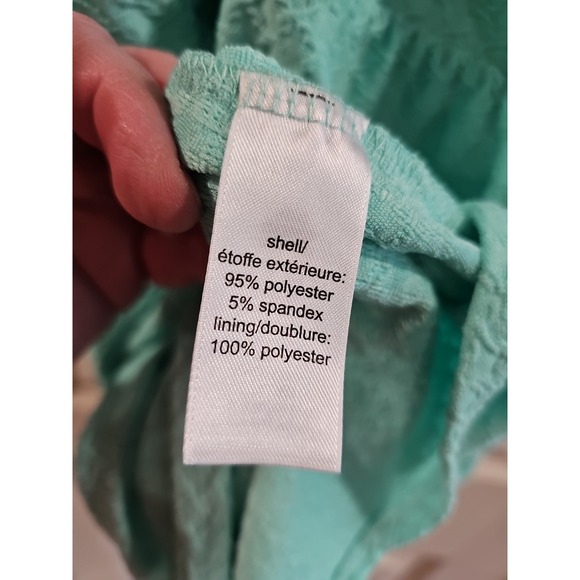 shell/
étoffe extérieure:
95% polyester
5% spandex
lining/doublure:
100% polyester